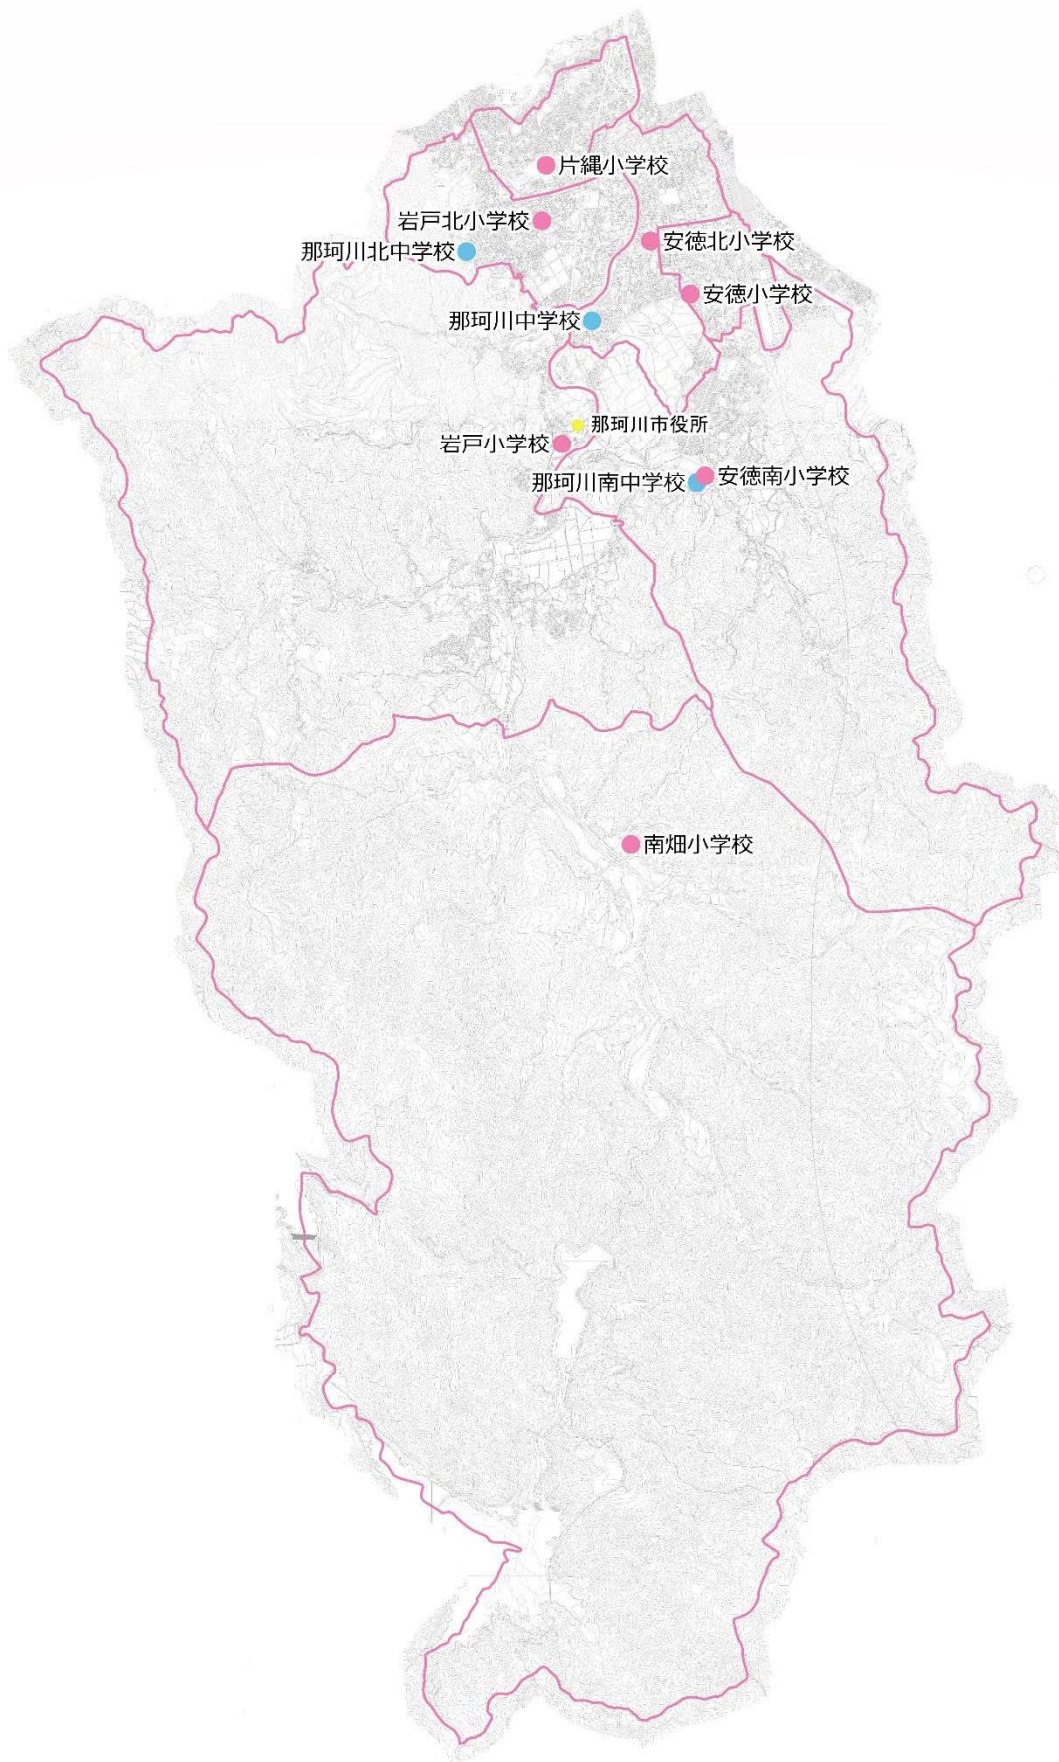 片縄小学校
岩戸北小学校
安徳北小学校
那珂川北中学校
安徳小学校
那珂川中学校
那珂川市役所
岩戸小学校
安徳南小学校
那珂川南中学校
南畑小学校